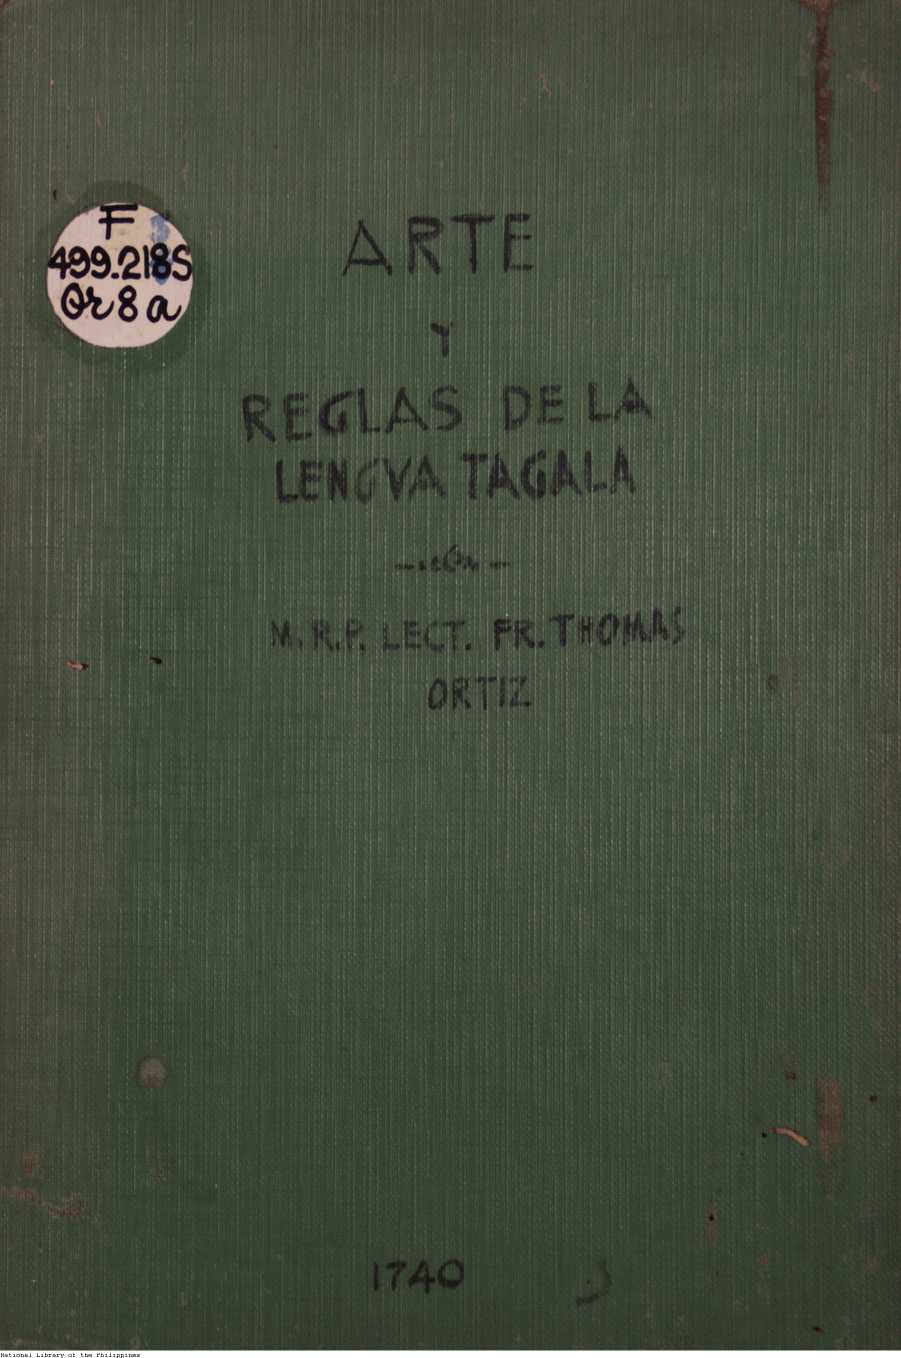 F
499.218S
Or8a
ARTE
Y
REGLAS DE LA
LENGVA TAGALA
M.R.P. LECT. FR. THOMAS
ORTIZ
1740
National Library of the Philippines